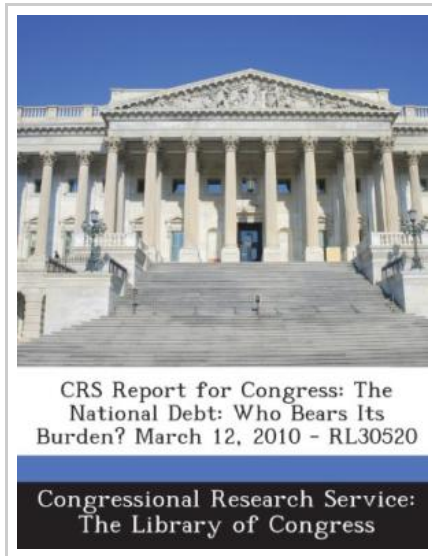 CRS Report for Congress: The
National Debt: Who Bears Its
Burden? March 12, 2010 - RL30520
Congressional Research Service:
The Library of Congress